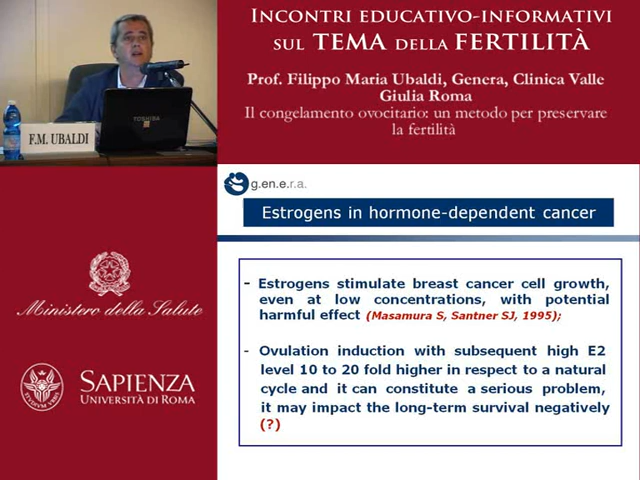 INCONTRI EDUCATIVO-INFORMATIVI
SUL TEMA DELLA FERTILITÀ
Prof. Filippo Maria Ubaldi, Genera, Clinica Valle
Giulia Roma
Il congelamento ovocitario: un metodo per preservare
la fertilità
TOSHIBA
F.M. UBALDI
g.en.e.r.a.
Estrogens in hormone-dependent cancer
- Estrogens stimulate breast cancer cell growth,
even at low concentrations, with potential
harmful effect (Masamura S, Santner SJ, 1995);
- Ovulation induction with subsequent high E2
level 10 to 20 fold higher in respect to a natural
cycle and it can constitute a serious problem,
it may impact the long-term survival negatively
(?)
Ministero della Salute
SAPIENZA
UNIVERSITÀ DI ROMA